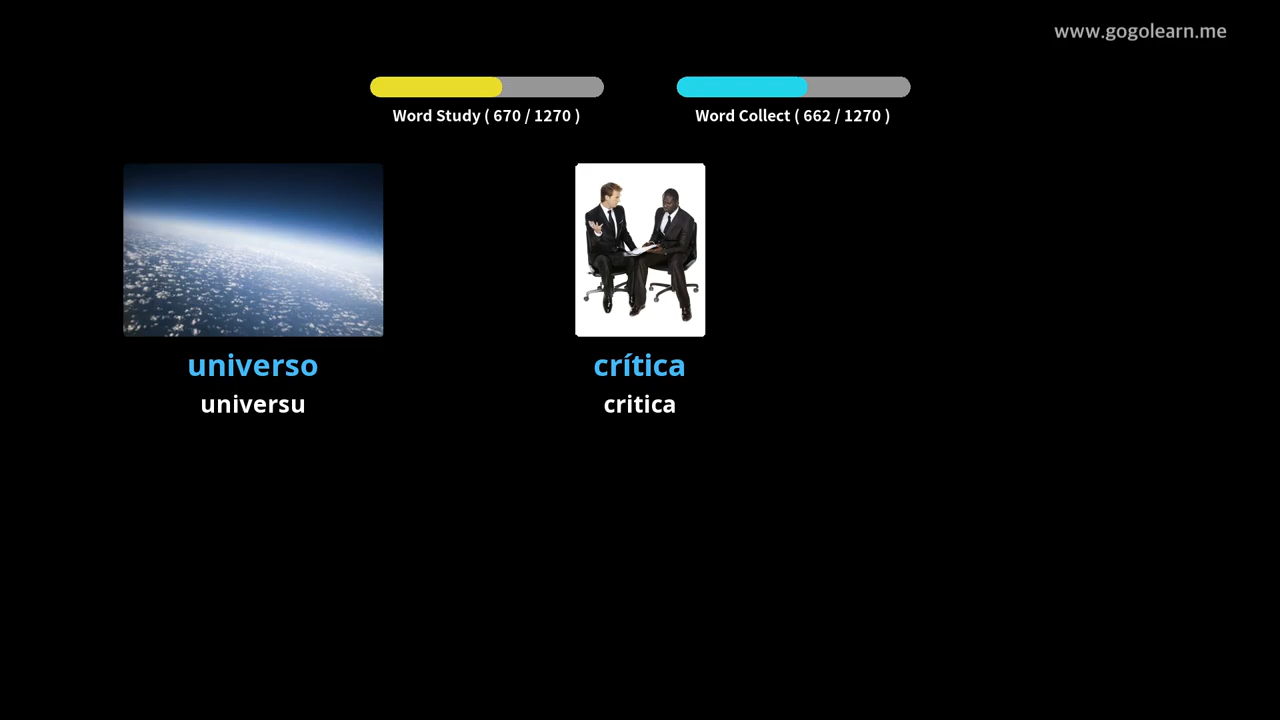 www.gogolearn.me
Word Study ( 670 / 1270 )
Word Collect ( 662 / 1270 )
universo
universu
crítica
critica